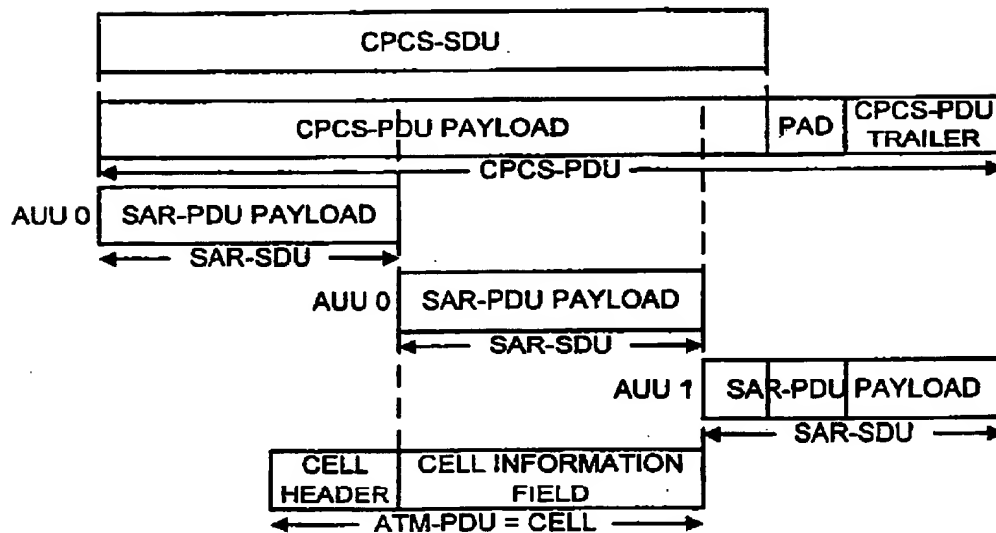 CPCS-SDU
CPCS-PDU PAYLOAD
PAD
CPCS-PDU
TRAILER
CPCS-PDU
AUU 0
SAR-PDU PAYLOAD
SAR-SDU
AUU 0
SAR-PDU PAYLOAD
SAR-SDU
AUU 1
SAR-PDU PAYLOAD
SAR-SDU
CELL
HEADER
CELL INFORMATION
FIELD
ATM-PDU = CELL